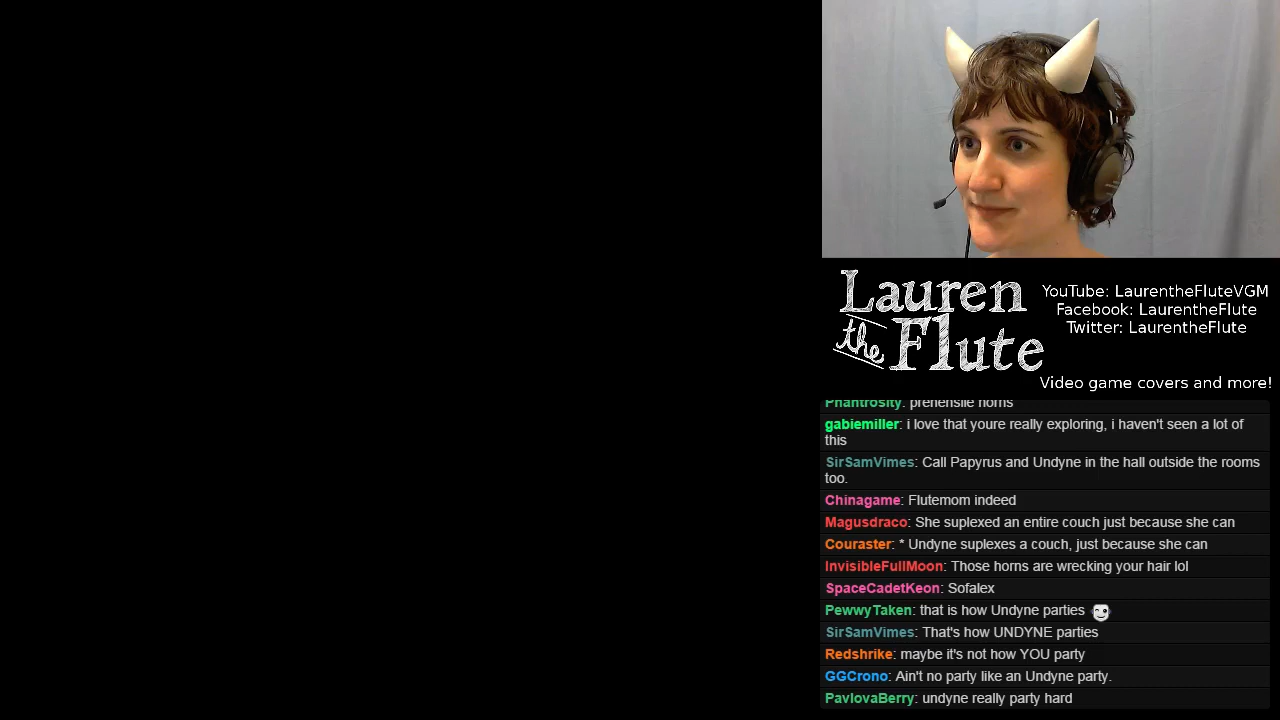 Lauren
the Flute
YouTube: LaurentheFluteVGM
Facebook: LaurentheFlute
Twitter: LaurentheFlute
Video game covers and more!
Phantrosity: prehensile horns
gabiemiller: i love that youre really exploring, i haven't seen a lot of
this
SirSamVimes: Call Papyrus and Undyne in the hall outside the rooms
too.
Chinagame: Flutemom indeed
Magusdraco: She suplexed an entire couch just because she can
Couraster: * Undyne suplexes a couch, just because she can
InvisibleFullMoon: Those horns are wrecking your hair lol
SpaceCadetKeon: Sofalex
PewwyTaken: that is how Undyne parties
SirSamVimes: That's how UNDYNE parties
Redshrike: maybe it's not how YOU party
GGCrono: Ain't no party like an Undyne party.
PavlovaBerry: undyne really party hard